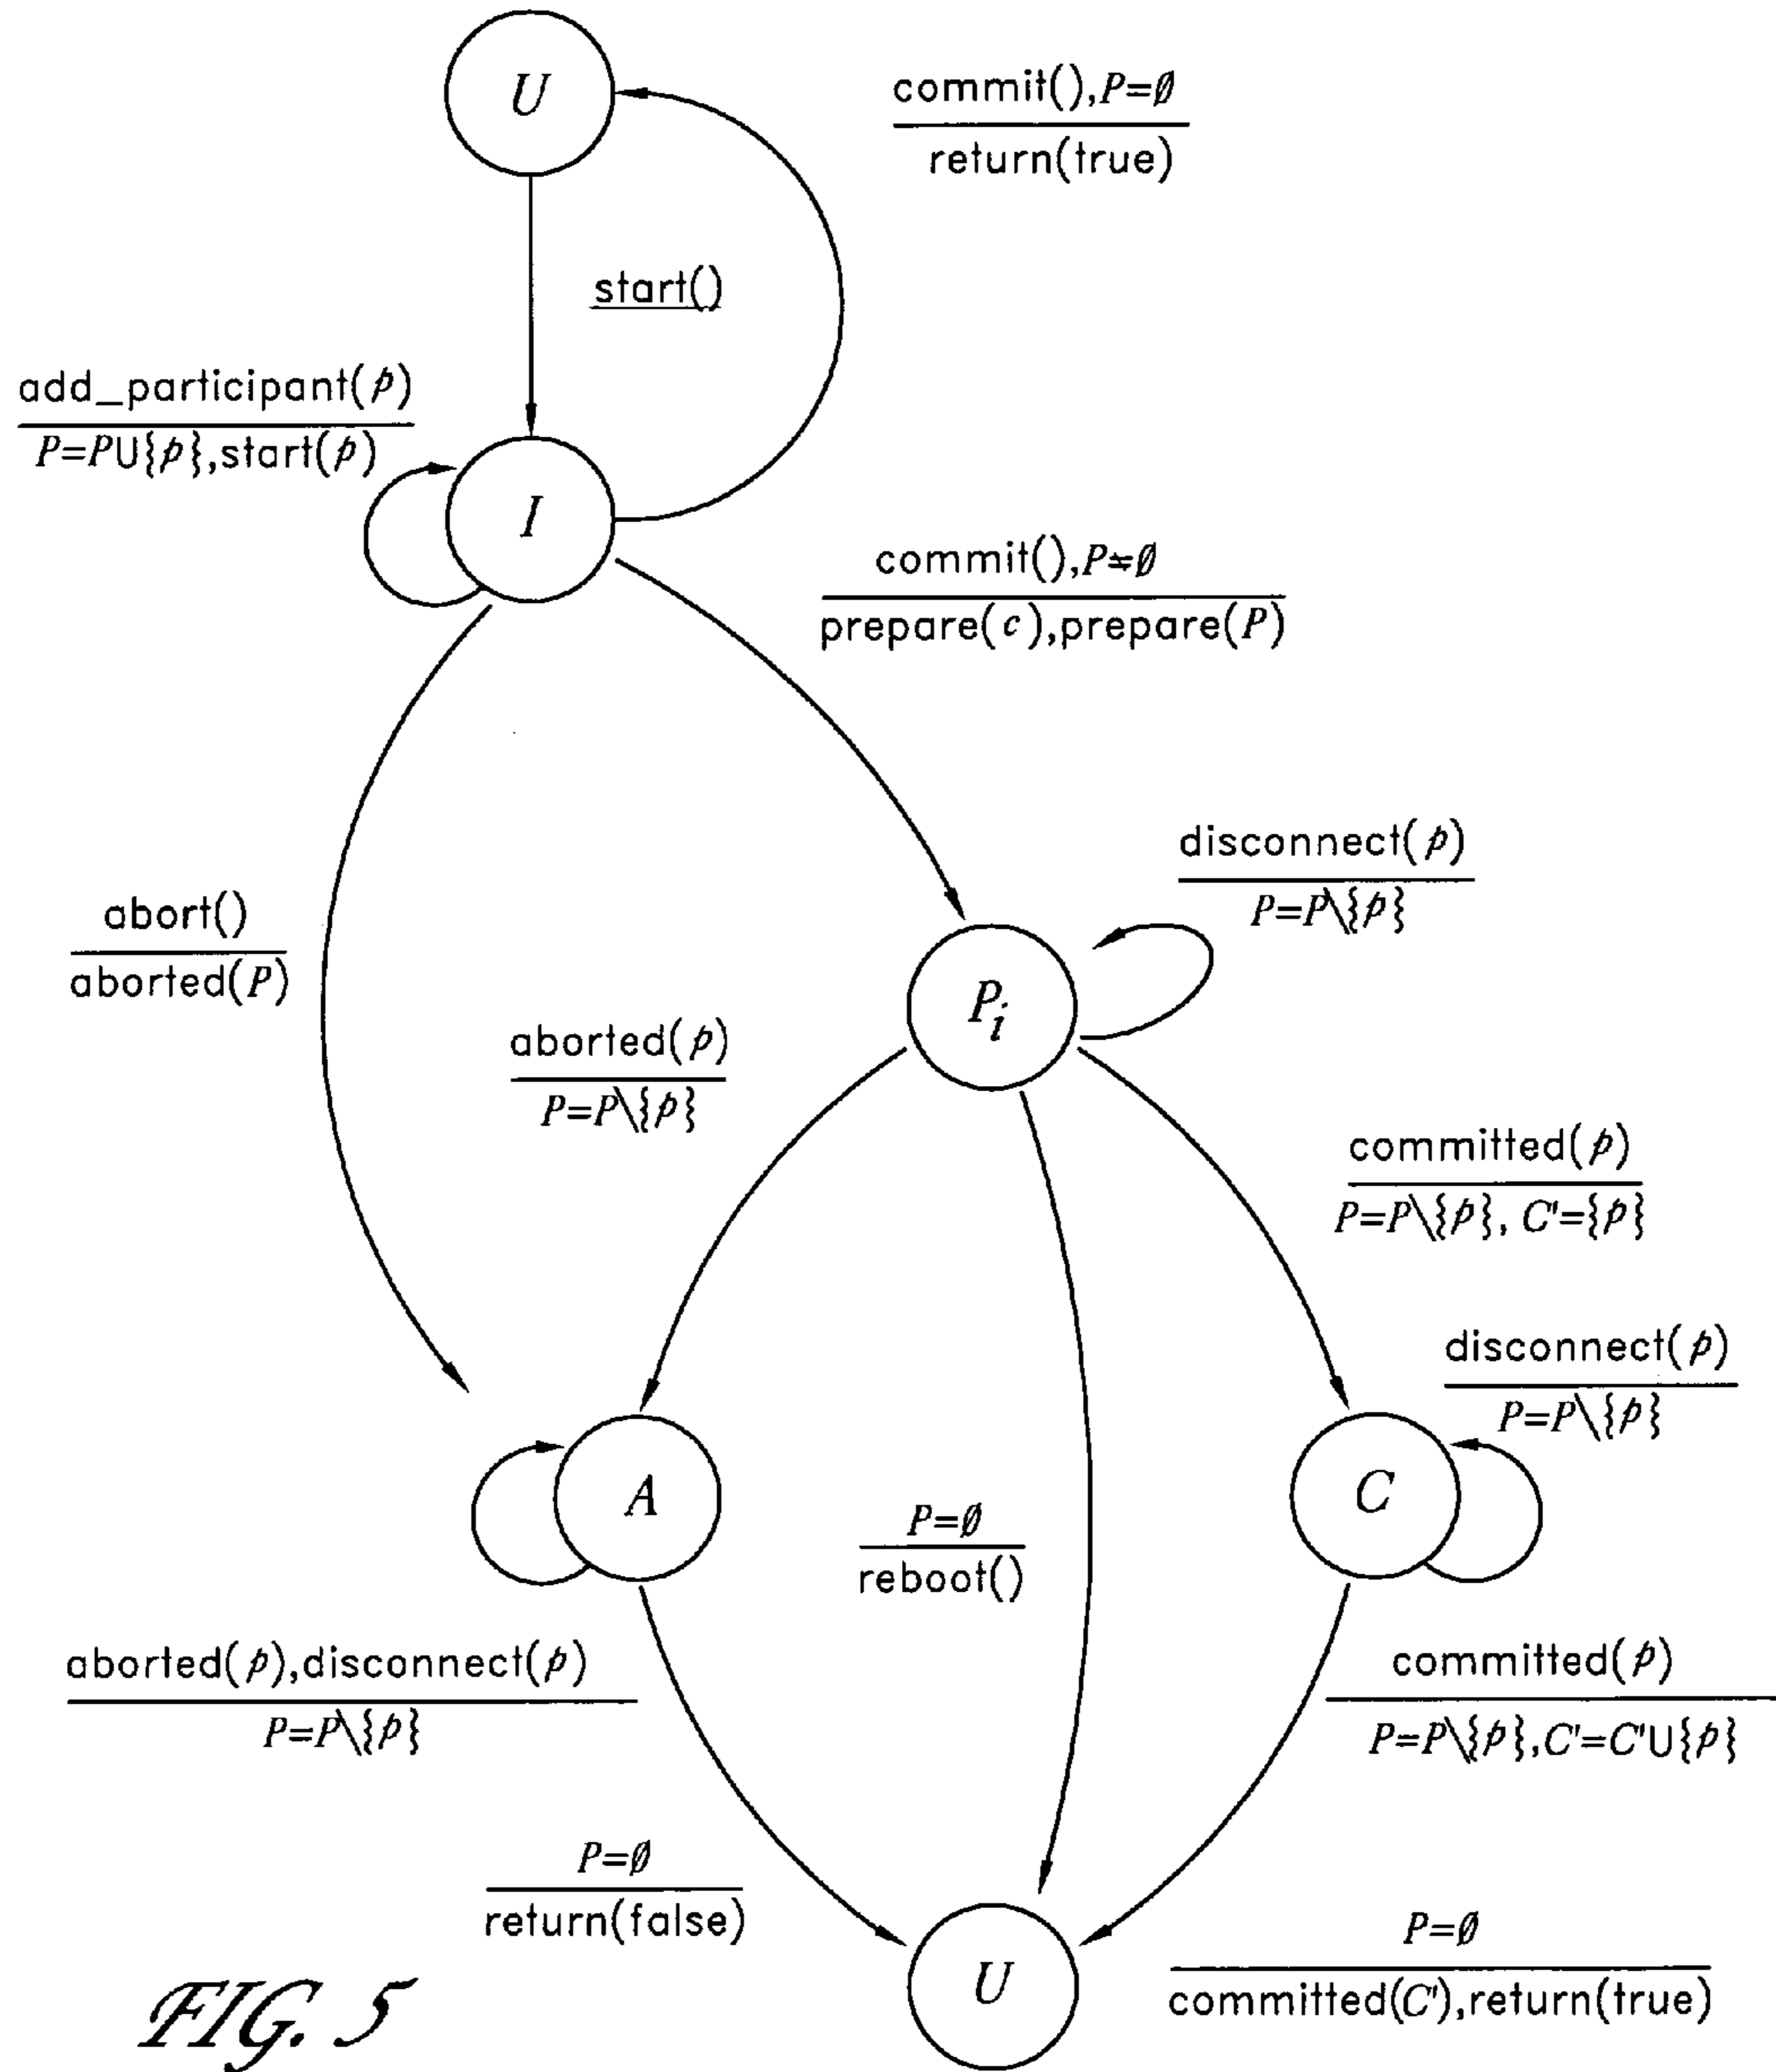 U
commit(),P=∅
return(true)
start()
add_participant(p)
P=PU{p},start(p)
I
commit(),P≠∅
prepare(c),prepare(P)
disconnect(p)
P=P\{p}
abort()
aborted(P)
Pi
aborted(p)
P=P\{p}
committed(p)
P=P\{p}, C'={p}
disconnect(p)
P=P\{p}
A
C
P=∅
reboot()
aborted(p),disconnect(p)
P=P\{p}
committed(p)
P=P\{p},C'=C'U{p}
P=∅
return(false)
U
P=∅
committed(C'),return(true)
FIG. 5